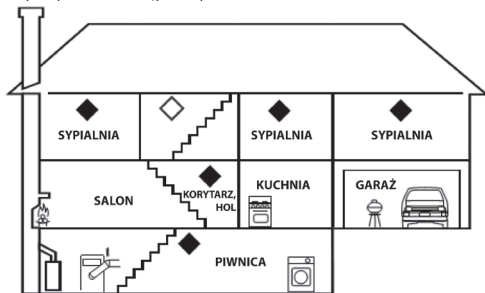 SYPIALNIA
SYPIALNIA
SYPIALNIA
SALON
KORYTARZ,
HOL
KUCHNIA
GARAŻ
PIWNICA